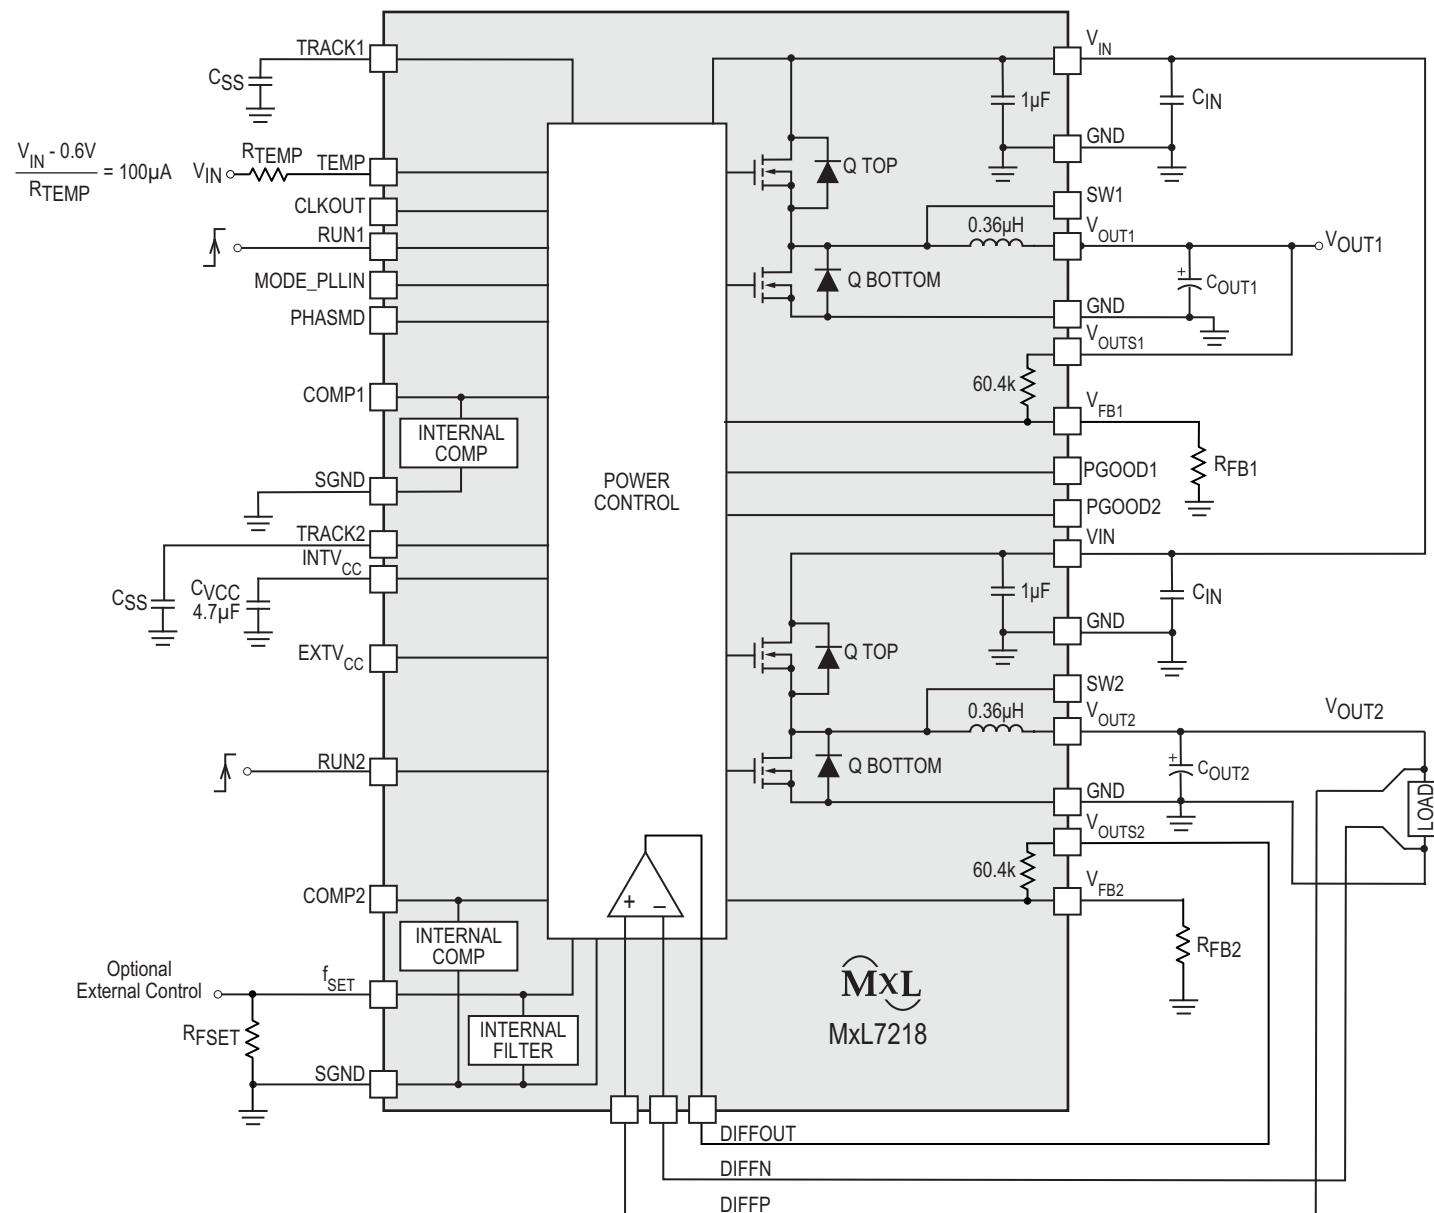 TRACK1
CSS
VIN - 0.6V
RTEMP
= 100µA
VIN
RTEMP
TEMP
CLKOUT
RUN1
MODE_PLLIN
PHASMD
COMP1
INTERNAL
COMP
SGND
TRACK2
INTVCC
CSS
CVCC
4.7µF
EXTVCC
RUN2
COMP2
INTERNAL
COMP
Optional
External Control
fSET
RFSET
INTERNAL
FILTER
SGND
POWER
CONTROL
+
–
VIN
1µF
CIN
GND
Q TOP
SW1
0.36µH
VOUT1
VOUT1
Q BOTTOM
+
COUT1
GND
VOUTS1
60.4k
VFB1
RFB1
PGOOD1
PGOOD2
VIN
1µF
CIN
GND
Q TOP
SW2
0.36µH
VOUT2
VOUT2
Q BOTTOM
+
COUT2
GND
LOAD
VOUTS2
60.4k
VFB2
RFB2
MXL
MxL7218
DIFFOUT
DIFFN
DIFFP